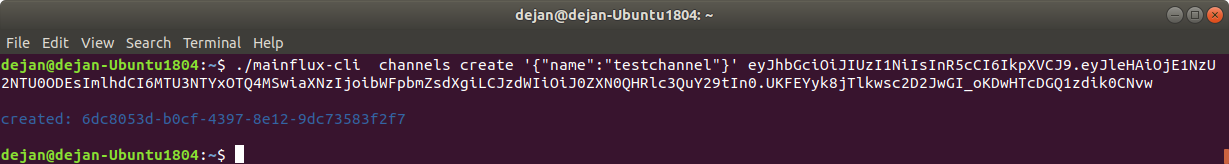 dejan@dejan-Ubuntu1804: ~
File Edit View Search Terminal Help
dejan@dejan-Ubuntu1804:~$ ./mainflux-cli  channels create '{"name":"testchannel"}' eyJhbGciOiJIUzI1NiIsInR5cCI6IkpXVCJ9.eyJleHAiOjE1NzU
2NTU0ODEsImlhdCI6MTU3NTYxOTQ4MSwiaXNzIjoibWFpbmZsdXgiLCJzdWIiOiJ0ZXN0QHRlc3QuY29tIn0.UKFEYyk8jTlkwsc2D2JwGI_oKDwHTcDGQ1zdik0CNvw
created: 6dc8053d-b0cf-4397-8e12-9dc73583f2f7
dejan@dejan-Ubuntu1804:~$